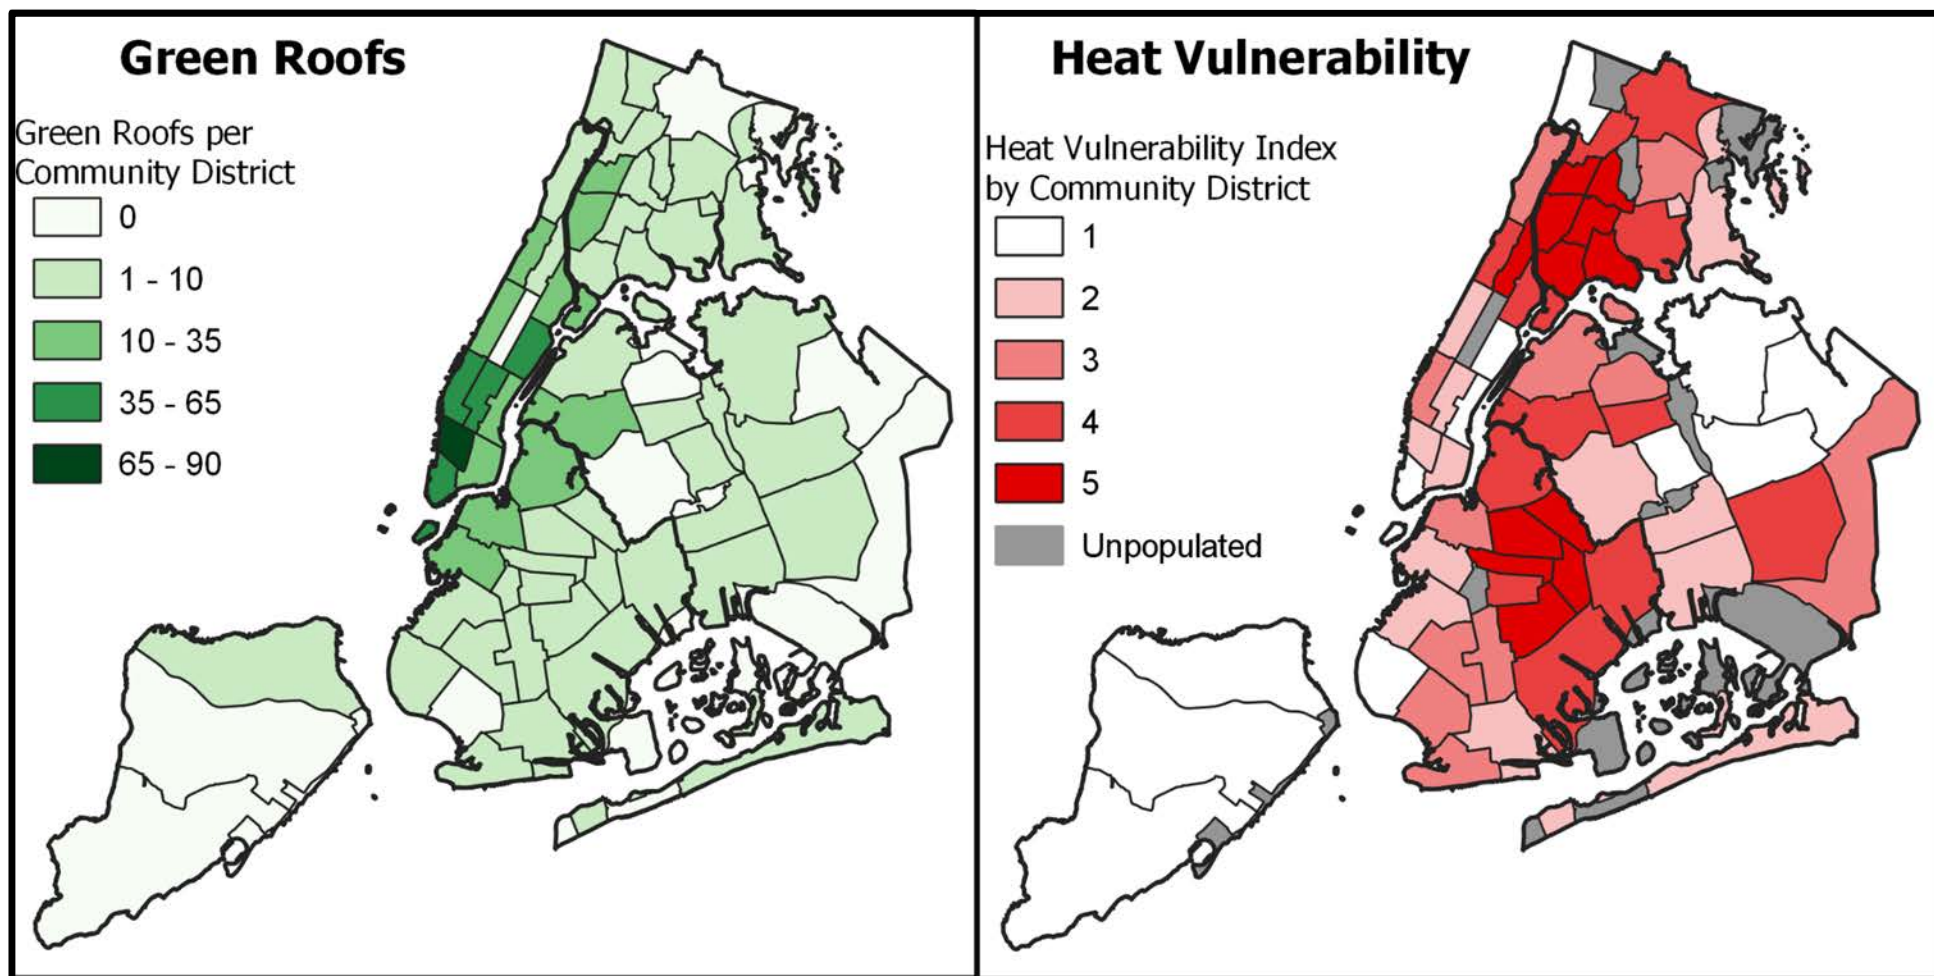 Green Roofs
Green Roofs per
Community District
0
1 - 10
10 - 35
35 - 65
65 - 90
Heat Vulnerability
Heat Vulnerability Index
by Community District
1
2
3
4
5
Unpopulated